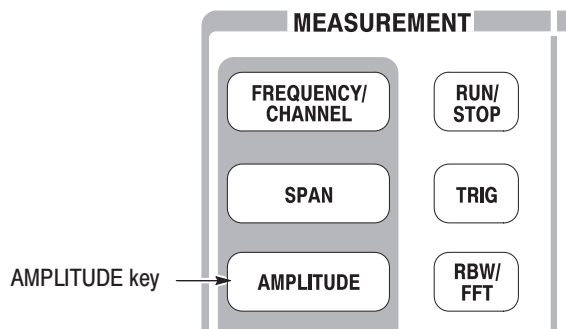 MEASUREMENT
FREQUENCY/
CHANNEL
RUN/
STOP
SPAN
TRIG
AMPLITUDE key
AMPLITUDE
RBW/
FFT